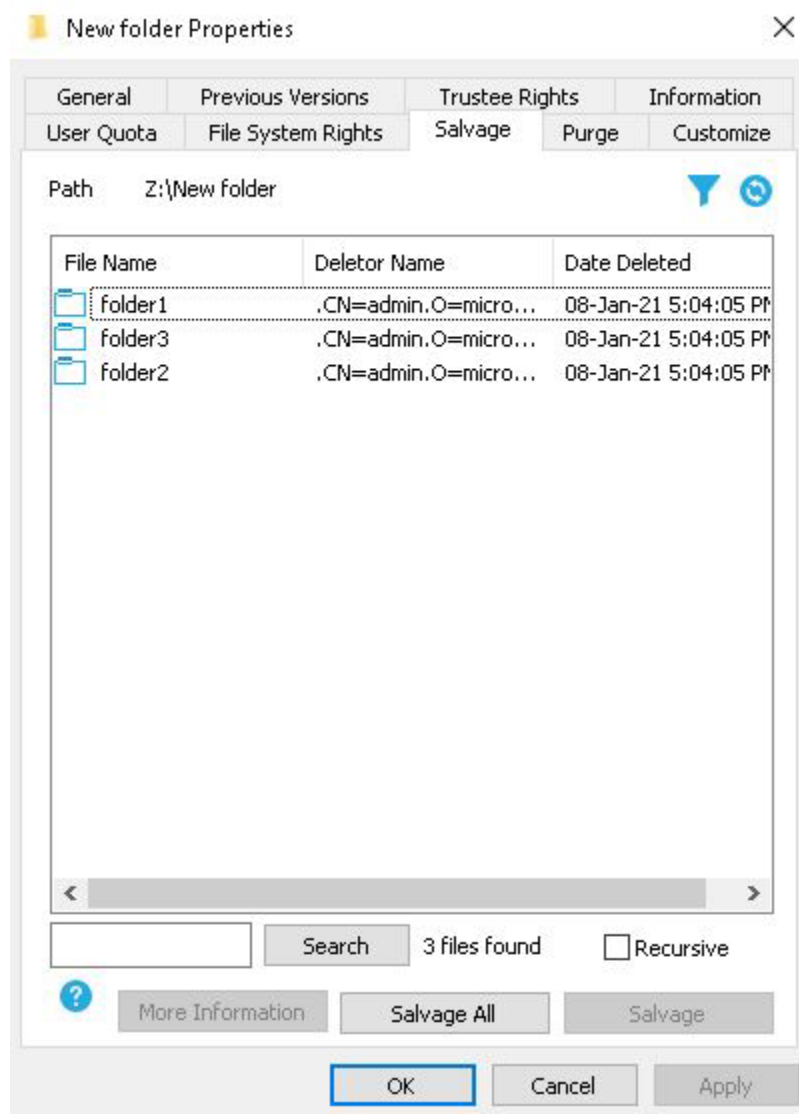 New folder Properties
General Previous Versions Trustee Rights Information
User Quota File System Rights Salvage Purge Customize
Path Z:\New folder
File Name Deletor Name Date Deleted
folder1 .CN=admin.O=micro... 08-Jan-21 5:04:05 PM
folder3 .CN=admin.O=micro... 08-Jan-21 5:04:05 PM
folder2 .CN=admin.O=micro... 08-Jan-21 5:04:05 PM
Search 3 files found Recursive
? More Information Salvage All Salvage
OK Cancel Apply